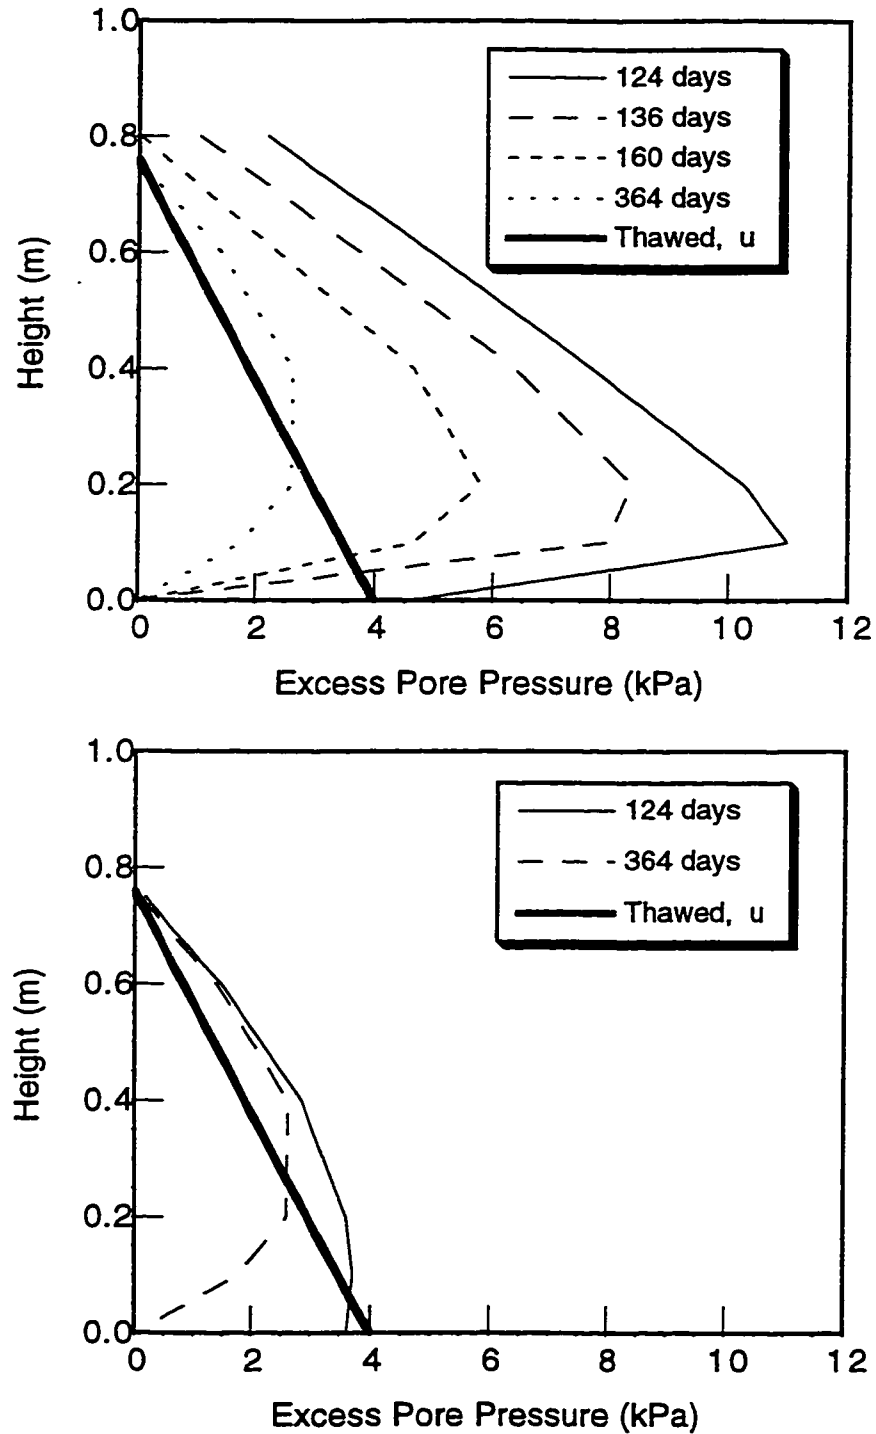 1.0
124 days
136 days
0.8
160 days
364 days
Thawed, u
0.6
Height (m)
0.4
0.2
0.0
0 2 4 6 8 10 12
Excess Pore Pressure (kPa)
1.0
124 days
364 days
0.8
Thawed, u
0.6
Height (m)
0.4
0.2
0.0
0 2 4 6 8 10 12
Excess Pore Pressure (kPa)